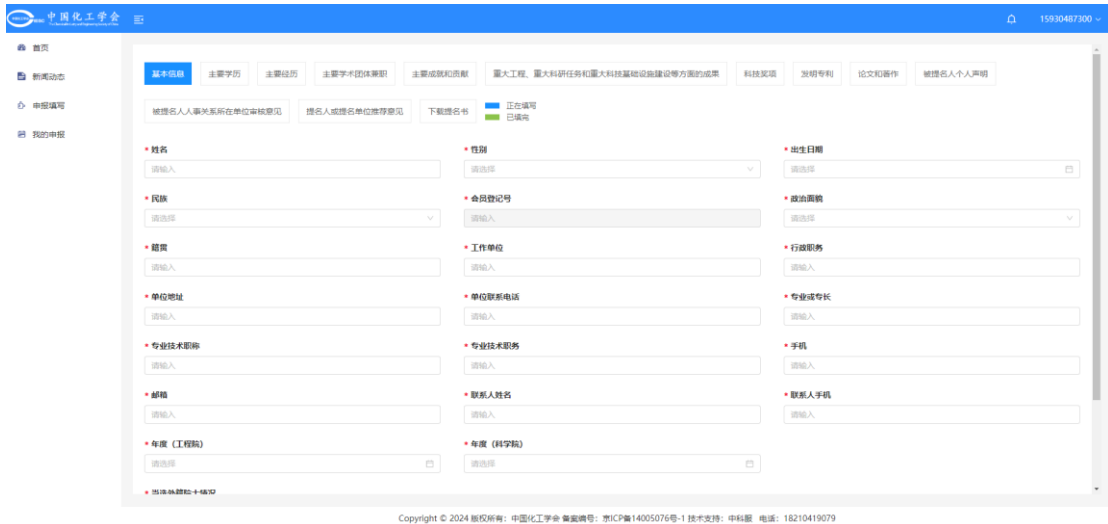 中国化工学会
15930487300
首页
新闻动态
申报填写
我的申报
基本信息 主要学历 主要经历 主要学术团体兼职 主要成就和贡献 重大工程、重大科研任务和重大科技基础设施建设等方面的成果 科技奖项 发明专利 论文和著作 被提名人个人声明
被提名人人事关系所在单位审核意见 提名人或提名单位推荐意见 下载提名书 正在填写
已填完
* 姓名 * 性别 * 出生日期
请输入 请选择 请选择
* 民族 * 会员登记号 * 政治面貌
请选择 请输入 请选择
* 籍贯 * 工作单位 * 行政职务
请输入 请输入 请输入
* 单位地址 * 单位联系电话 * 专业或专长
请输入 请输入 请输入
* 专业技术职称 * 专业技术职务 * 手机
请输入 请输入 请输入
* 邮箱 * 联系人姓名 * 联系人手机
请输入 请输入 请输入
* 年度（工程院） * 年度（科学院）
请选择 请选择
* 当选外籍院士情况
Copyright © 2024 版权所有：中国化工学会 备案编号：京ICP备14005076号-1 技术支持：中科服 电话：18210419079